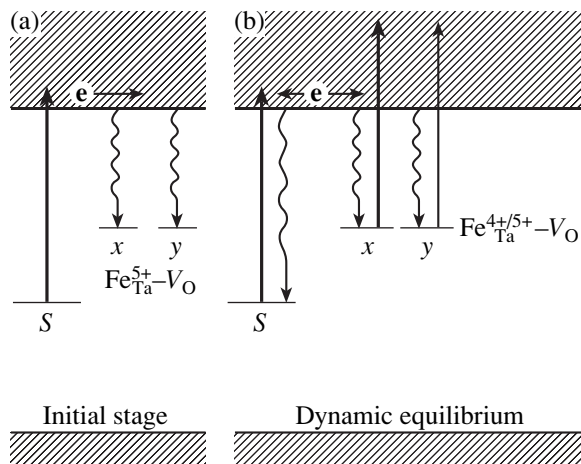 (a)
e
x y
Fe⁵⁺Ta–VO
S
Initial stage
(b)
e
x y
Fe⁴⁺/⁵⁺Ta–VO
S
Dynamic equilibrium